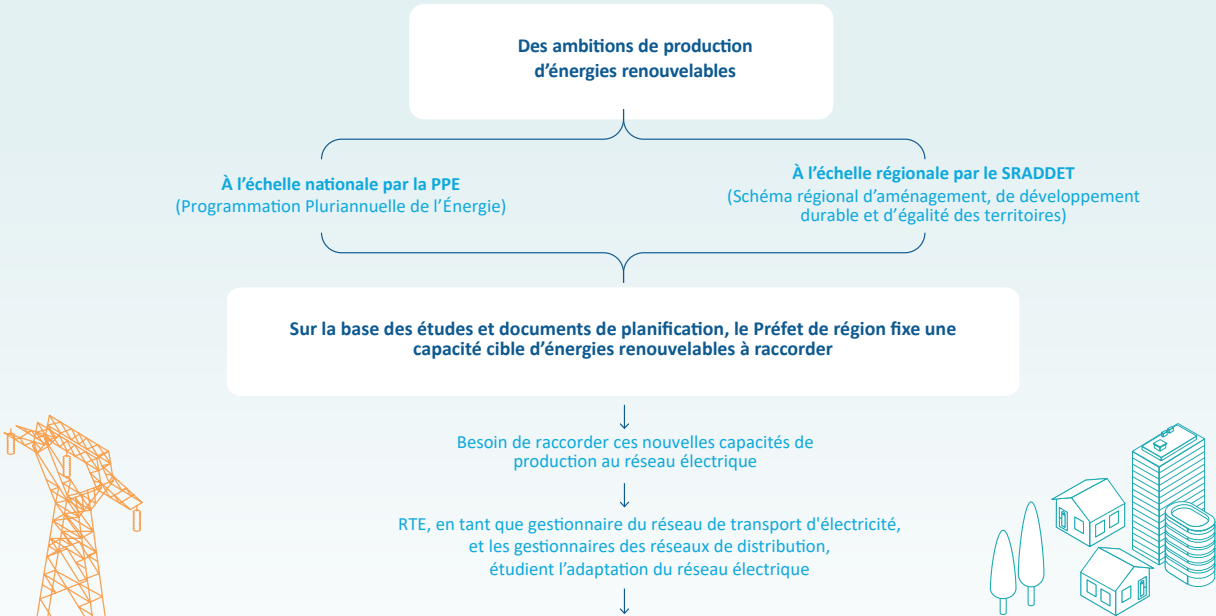 Des ambitions de production
d’énergies renouvelables
À l’échelle nationale par la PPE
(Programmation Pluriannuelle de l’Énergie)
À l’échelle régionale par le SRADDET
(Schéma régional d’aménagement, de développement
durable et d’égalité des territoires)
Sur la base des études et documents de planification, le Préfet de région fixe une
capacité cible d’énergies renouvelables à raccorder
Besoin de raccorder ces nouvelles capacités de
production au réseau électrique
RTE, en tant que gestionnaire du réseau de transport d'électricité,
et les gestionnaires des réseaux de distribution,
étudient l’adaptation du réseau électrique